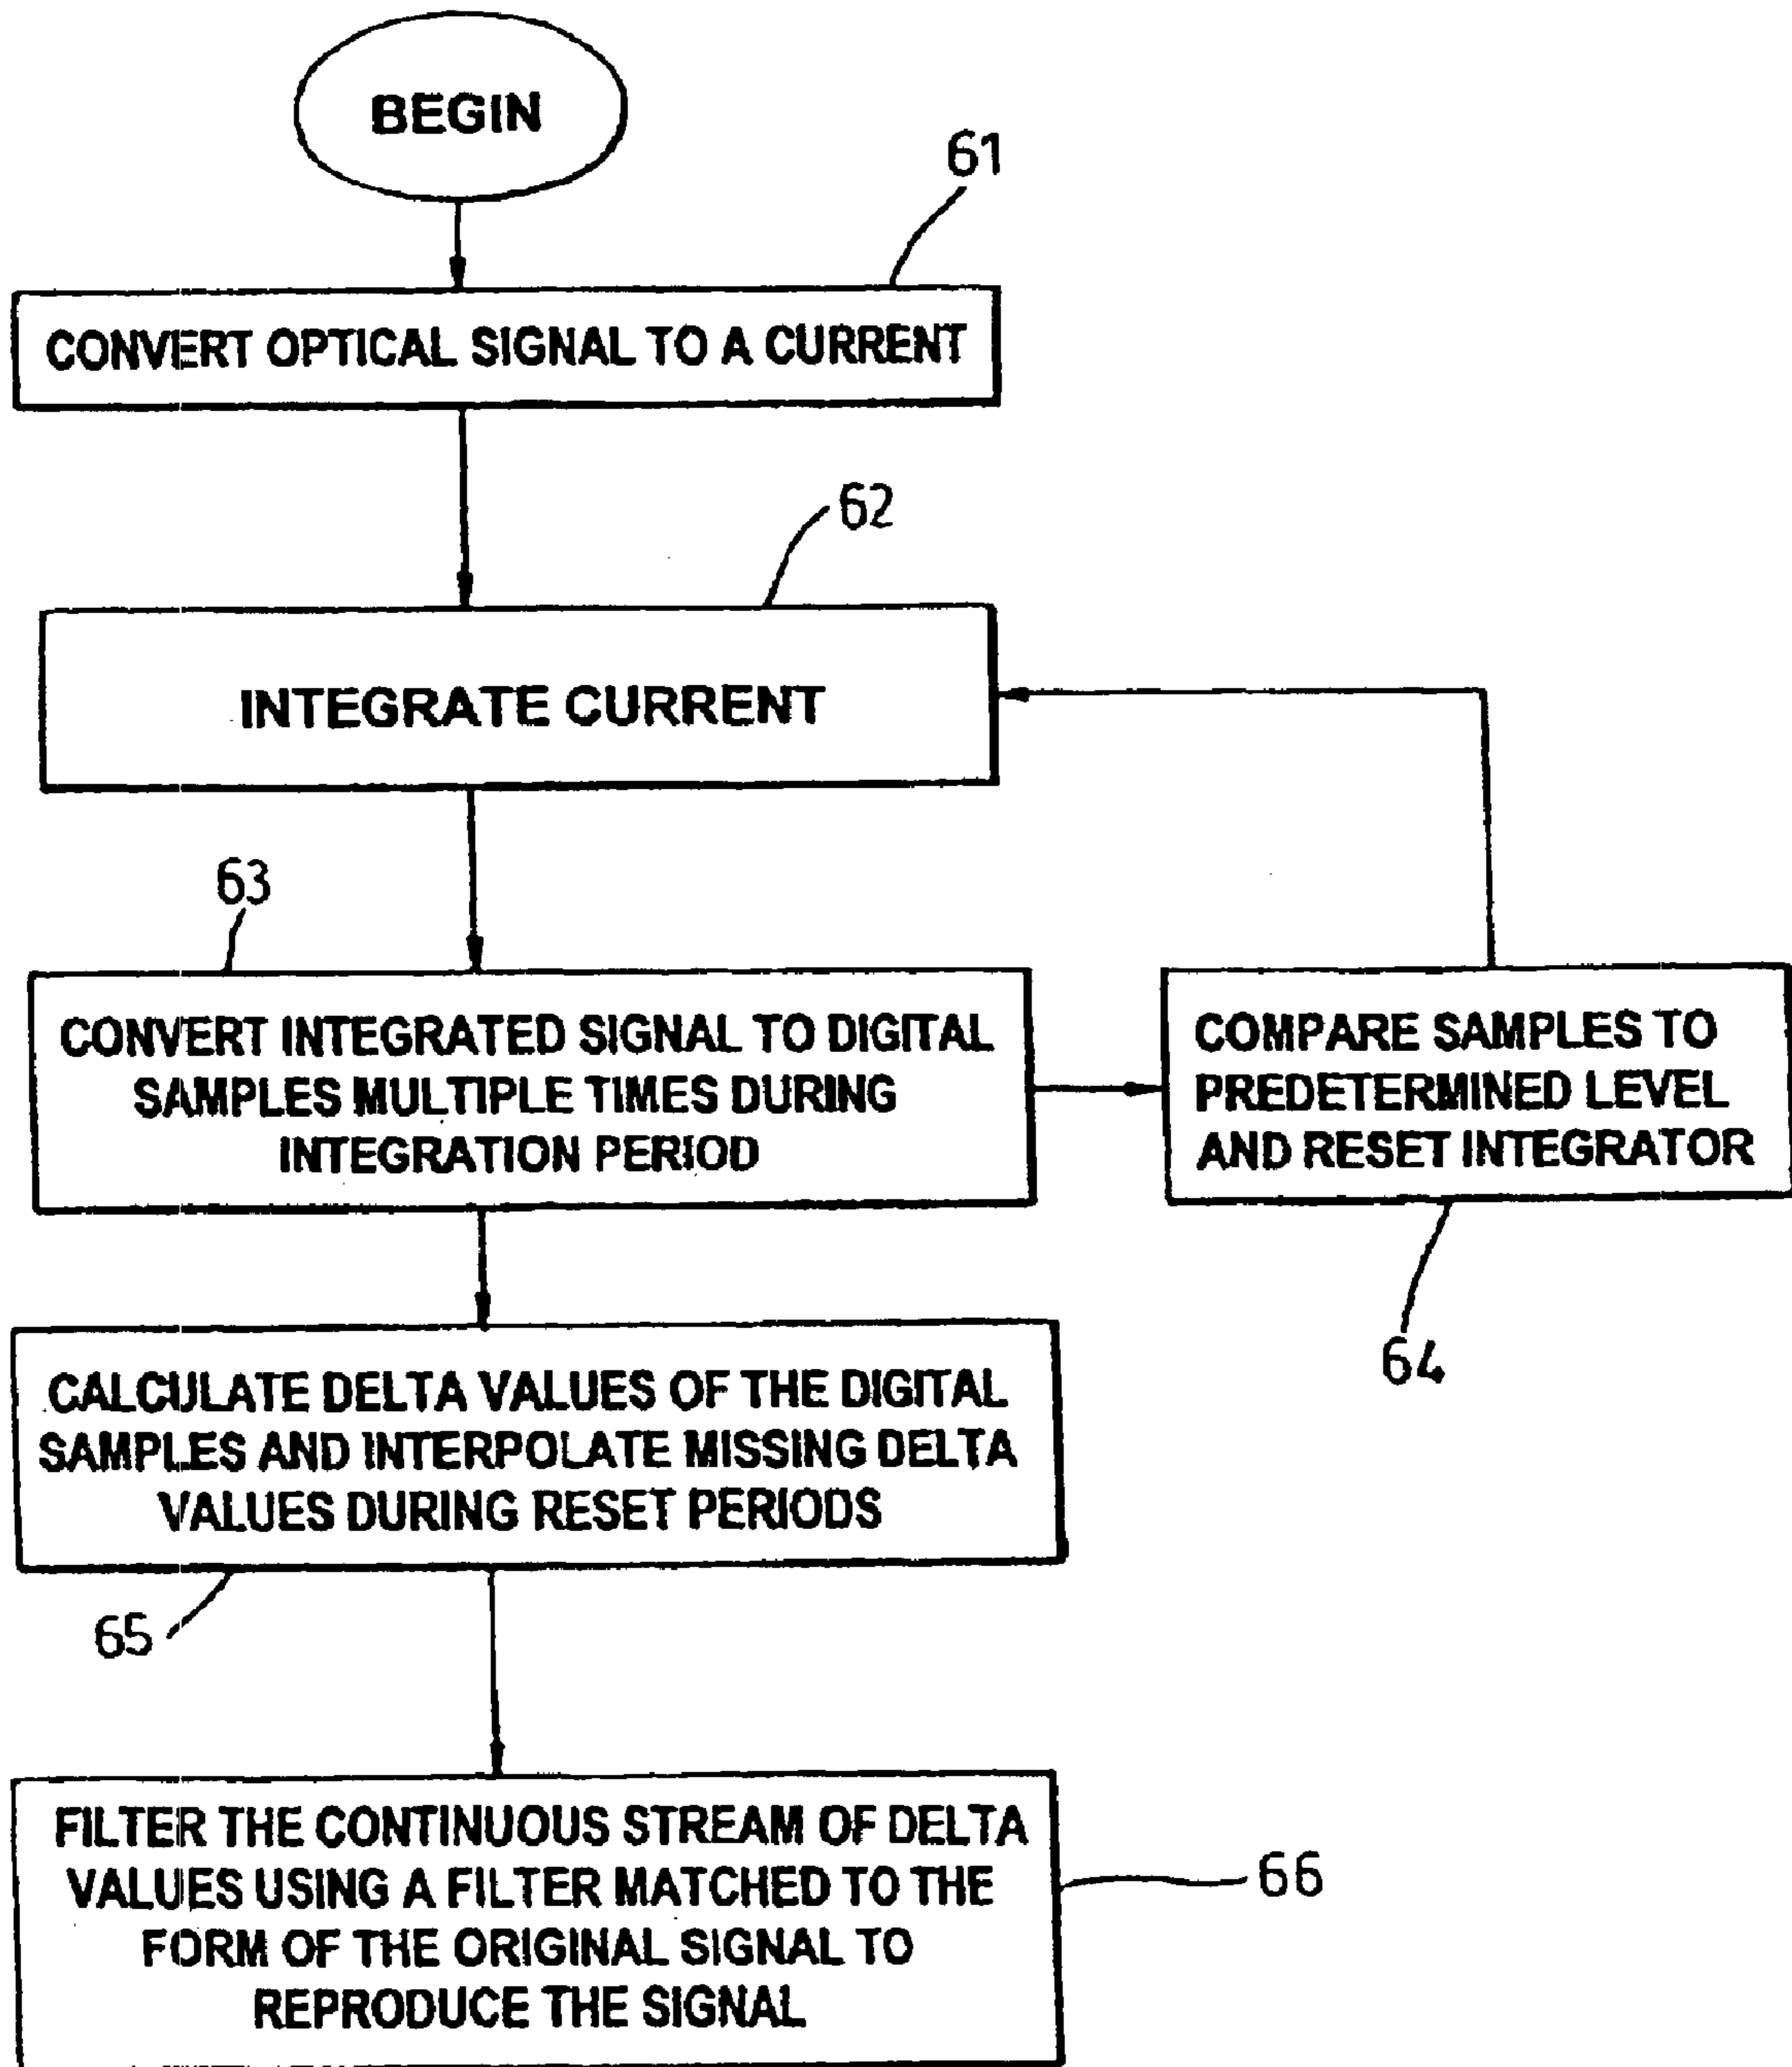 BEGIN
61
CONVERT OPTICAL SIGNAL TO A CURRENT
62
INTEGRATE CURRENT
63
CONVERT INTEGRATED SIGNAL TO DIGITAL
SAMPLES MULTIPLE TIMES DURING
INTEGRATION PERIOD
COMPARE SAMPLES TO
PREDETERMINED LEVEL
AND RESET INTEGRATOR
64
CALCULATE DELTA VALUES OF THE DIGITAL
SAMPLES AND INTERPOLATE MISSING DELTA
VALUES DURING RESET PERIODS
65
FILTER THE CONTINUOUS STREAM OF DELTA
VALUES USING A FILTER MATCHED TO THE
FORM OF THE ORIGINAL SIGNAL TO
REPRODUCE THE SIGNAL
66